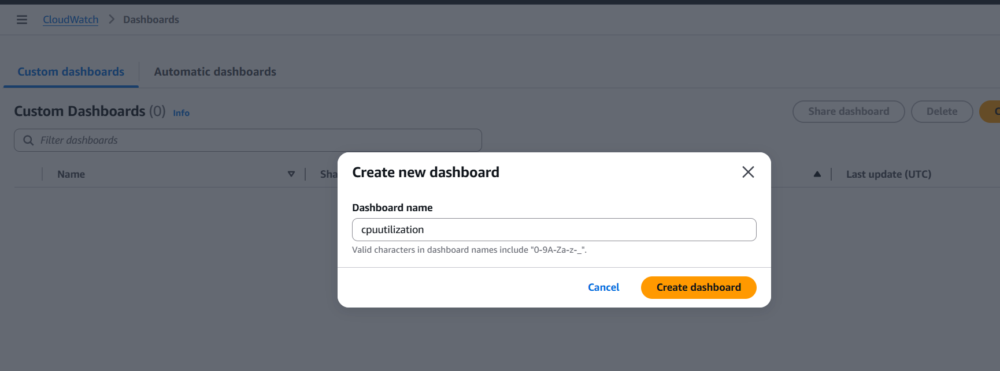 CloudWatch > Dashboards
Custom dashboards Automatic dashboards
Custom Dashboards (0) Info
Share dashboard Delete
Filter dashboards
Name Sha Last update (UTC)
Create new dashboard
Dashboard name
cpuutilization
Valid characters in dashboard names include "0-9A-Za-z-_".
Cancel Create dashboard